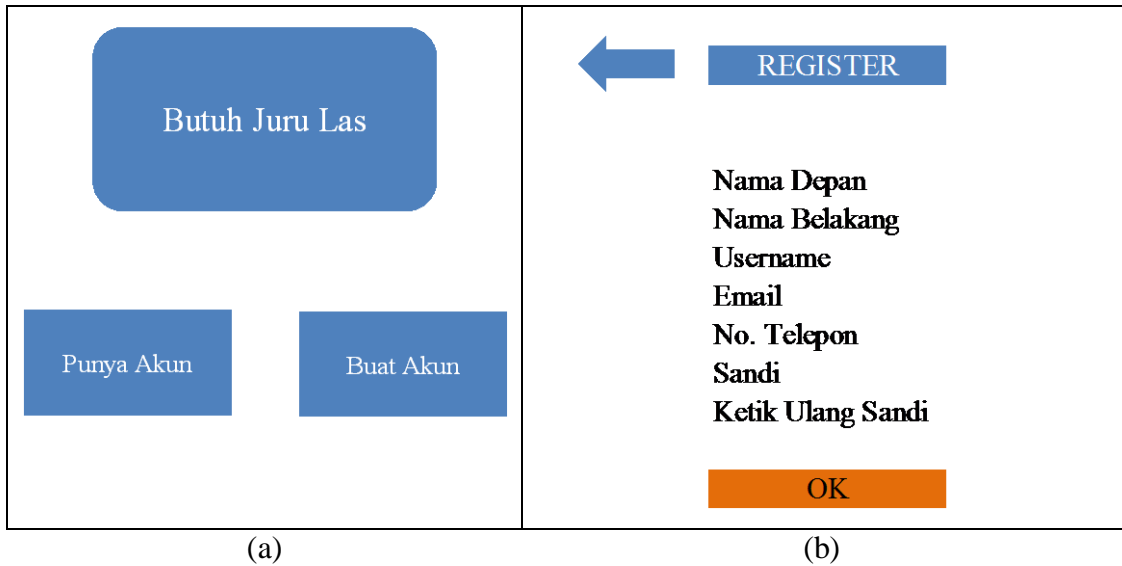 Butuh Juru Las
Punya Akun
Buat Akun
(a)
REGISTER
Nama Depan
Nama Belakang
Username
Email
No. Telepon
Sandi
Ketik Ulang Sandi
OK
(b)